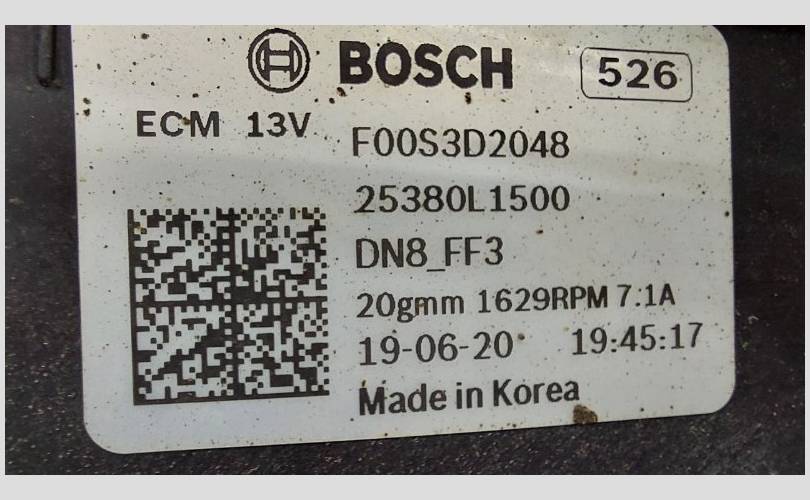 BOSCH 526
ECM 13V
F00S3D2048
25380L1500
DN8_FF3
20gmm 1629RPM 7.1A
19-06-20 19:45:17
Made in Korea